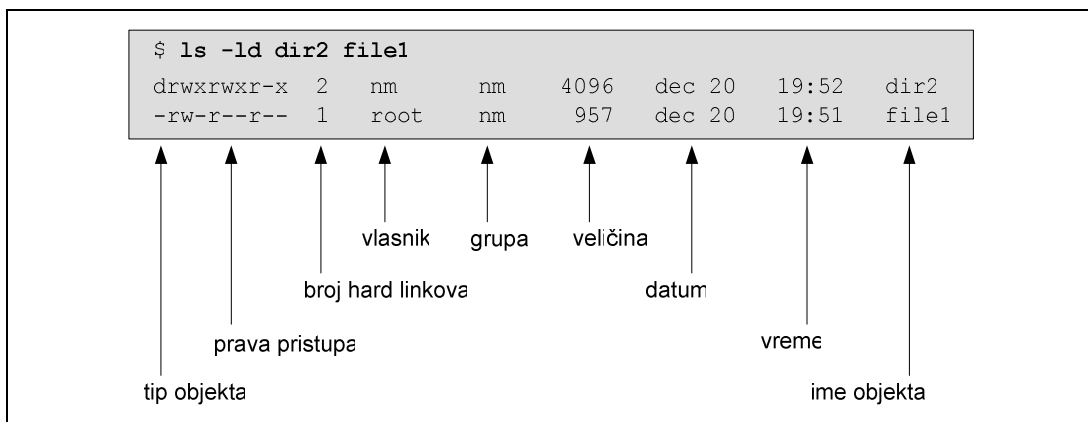 $ ls -ld dir2 file1
drwxrwxr-x 2 nm nm 4096 dec 20 19:52 dir2
-rw-r--r-- 1 root nm 957 dec 20 19:51 file1
vlasnik grupa veličina
broj hard linkova datum
prava pristupa vreme
tip objekta ime objekta